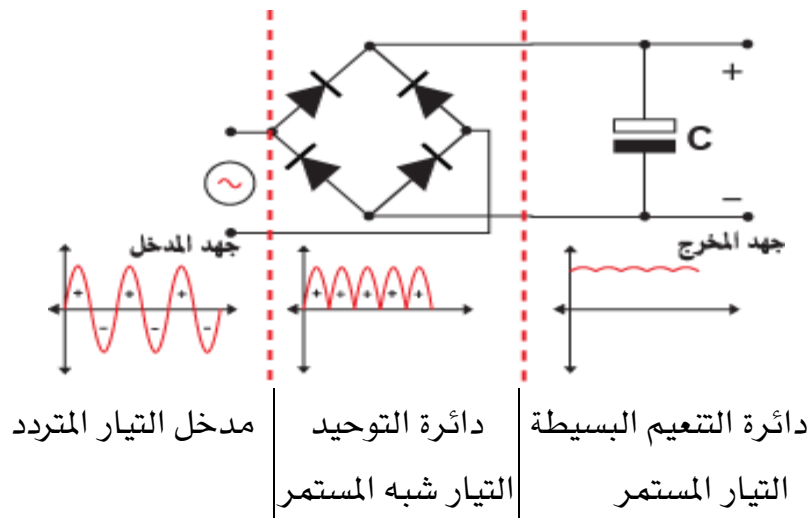 +
C
−
~
جهد المدخل
جهد المخرج
+ + +
− − −
+ + + + +
مدخل التيار المتردد
دائرة التوحيد
التيار شبه المستمر
دائرة التنعيم البسيطة
التيار المستمر